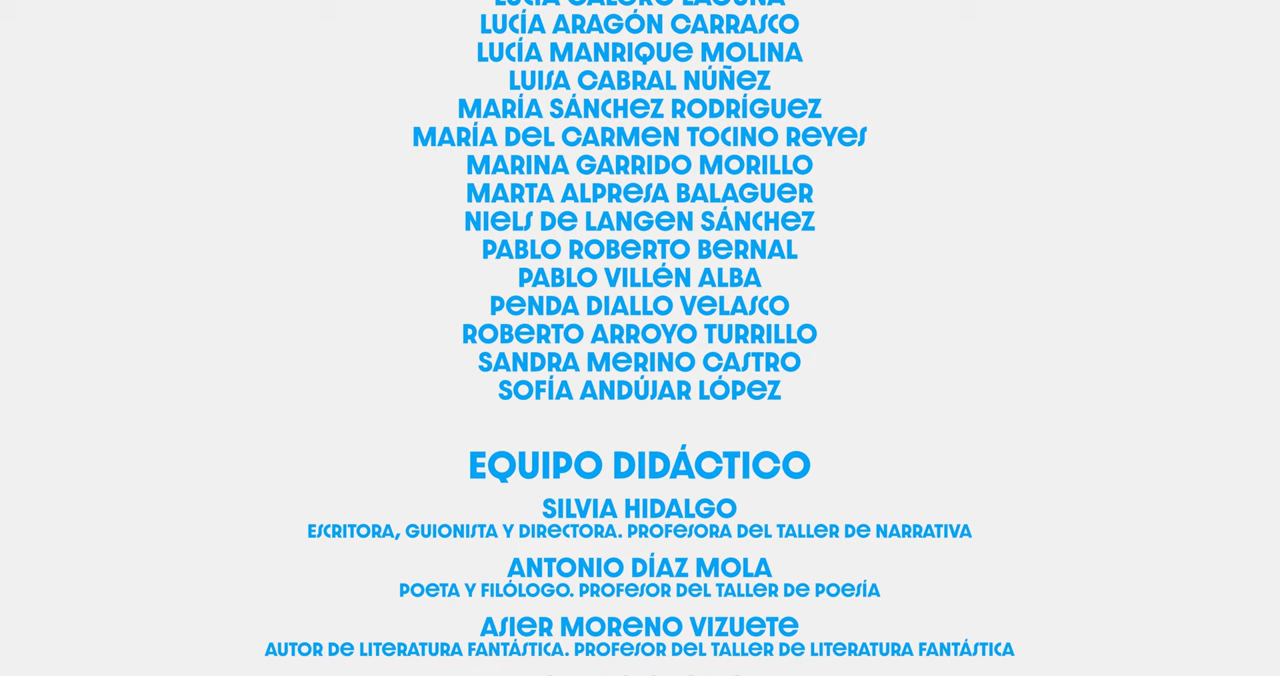 LUCÍA CALERO LAGUNA
LUCÍA ARAGÓN CARRASCO
LUCÍA MANRIQUE MOLINA
LUISA CABRAL NÚÑEZ
MARÍA SÁNCHEZ RODRÍGUEZ
MARÍA DEL CARMEN TOCINO REYES
MARINA GARRIDO MORILLO
MARTA ALPRESA BALAGUER
NIELS DE LANGEN SÁNCHEZ
PABLO ROBERTO BERNAL
PABLO VILLÉN ALBA
PENDA DIALLO VELASCO
ROBERTO ARROYO TURRILLO
SANDRA MERINO CASTRO
SOFÍA ANDÚJAR LÓPEZ
EQUIPO DIDÁCTICO
SILVIA HIDALGO
ESCRITORA, GUIONISTA Y DIRECTORA. PROFESORA DEL TALLER DE NARRATIVA
ANTONIO DÍAZ MOLA
POETA Y FILÓLOGO. PROFESOR DEL TALLER DE POESÍA
ASIER MORENO VIZUETE
AUTOR DE LITERATURA FANTÁSTICA. PROFESOR DEL TALLER DE LITERATURA FANTÁSTICA